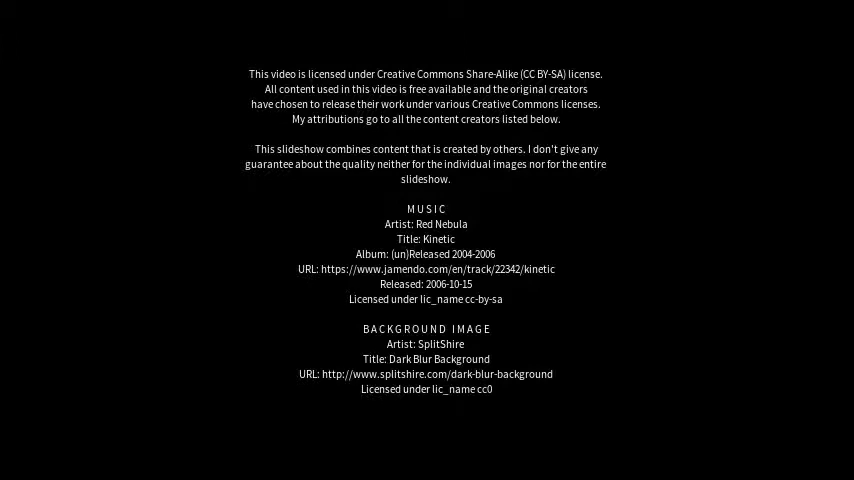 This video is licensed under Creative Commons Share-Alike (CC BY-SA) license.
All content used in this video is free available and the original creators
have chosen to release their work under various Creative Commons licenses.
My attributions go to all the content creators listed below.
This slideshow combines content that is created by others. I don't give any
guarantee about the quality neither for the individual images nor for the entire
slideshow.
MUSIC
Artist: Red Nebula
Title: Kinetic
Album: (un)Released 2004-2006
URL: https://www.jamendo.com/en/track/22342/kinetic
Released: 2006-10-15
Licensed under lic_name cc-by-sa
BACKGROUND IMAGE
Artist: SplitShire
Title: Dark Blur Background
URL: http://www.splitshire.com/dark-blur-background
Licensed under lic_name cc0